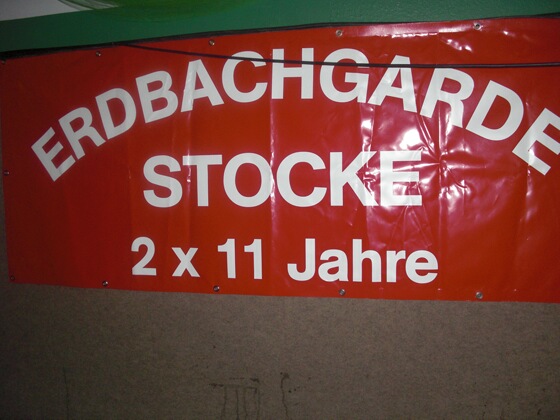 ERDBACHGARDE
STOCKE
2 x 11 Jahre